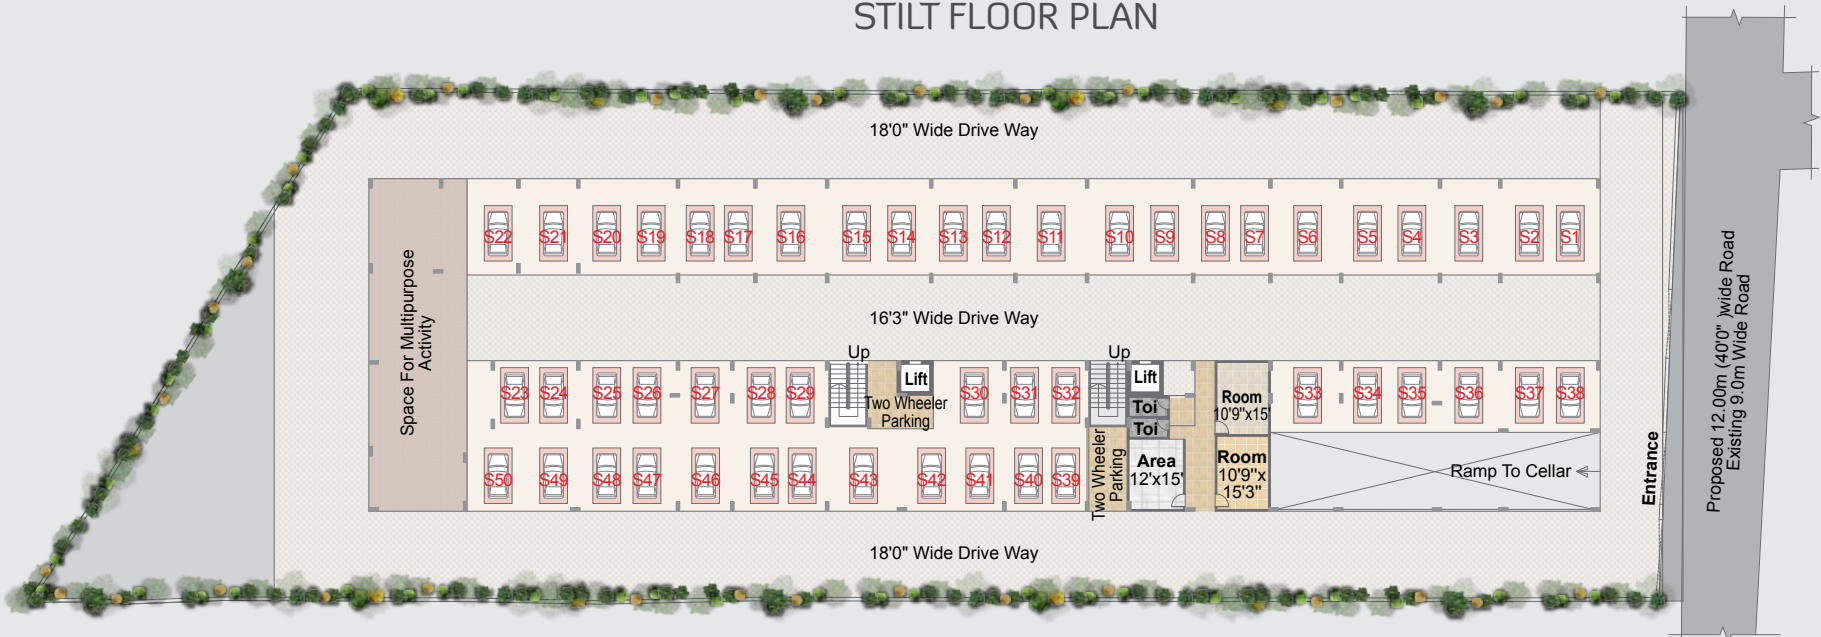 STILT FLOOR PLAN
18'0" Wide Drive Way
S22 S21 S20 S19 S18 S17 S16 S15 S14 S13 S12 S11 S10 S9 S8 S7 S6 S5 S4 S3 S2 S1
Space For Multipurpose
Activity
16'3" Wide Drive Way
Up
Up
S23 S24 S25 S26 S27 S28 S29
Lift
Two Wheeler
Parking
S30 S31 S32
Lift
Toi
Toi
Room
10'9"x15'
S33 S34 S35 S36 S37 S38
S50 S49 S48 S47 S46 S45 S44 S43 S42 S41 S40 S39
Two Wheeler
Parking
Area
12'x15'
Room
10'9"x
15'3"
Ramp To Cellar
Entrance
Proposed 12.00m (40'0" )wide Road
Existing 9.0m Wide Road
18'0" Wide Drive Way